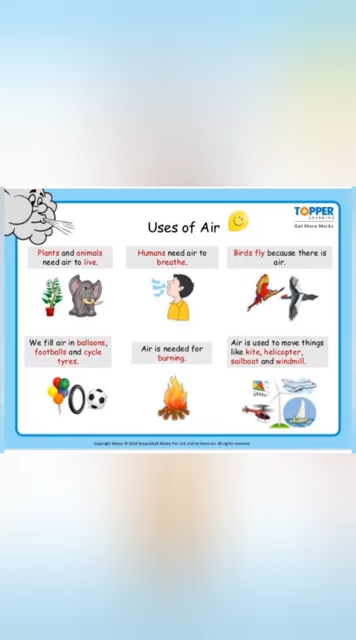 Uses of Air
TOPPER
LEARNING
Get More Marks
Plants and animals
need air to live.
Humans need air to
breathe.
Birds fly because there is
air.
We fill air in balloons,
footballs and cycle
tyres.
Air is needed for
burning.
Air is used to move things
like kite, helicopter,
sailboat and windmill.